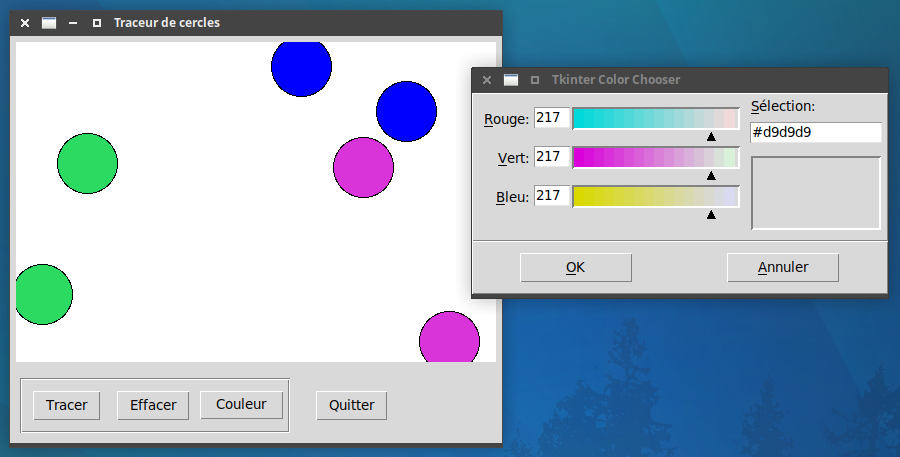 Traceur de cercles
Tracer
Effacer
Couleur
Quitter
Tkinter Color Chooser
Rouge: 217
Vert: 217
Bleu: 217
Sélection:
#d9d9d9
OK
Annuler